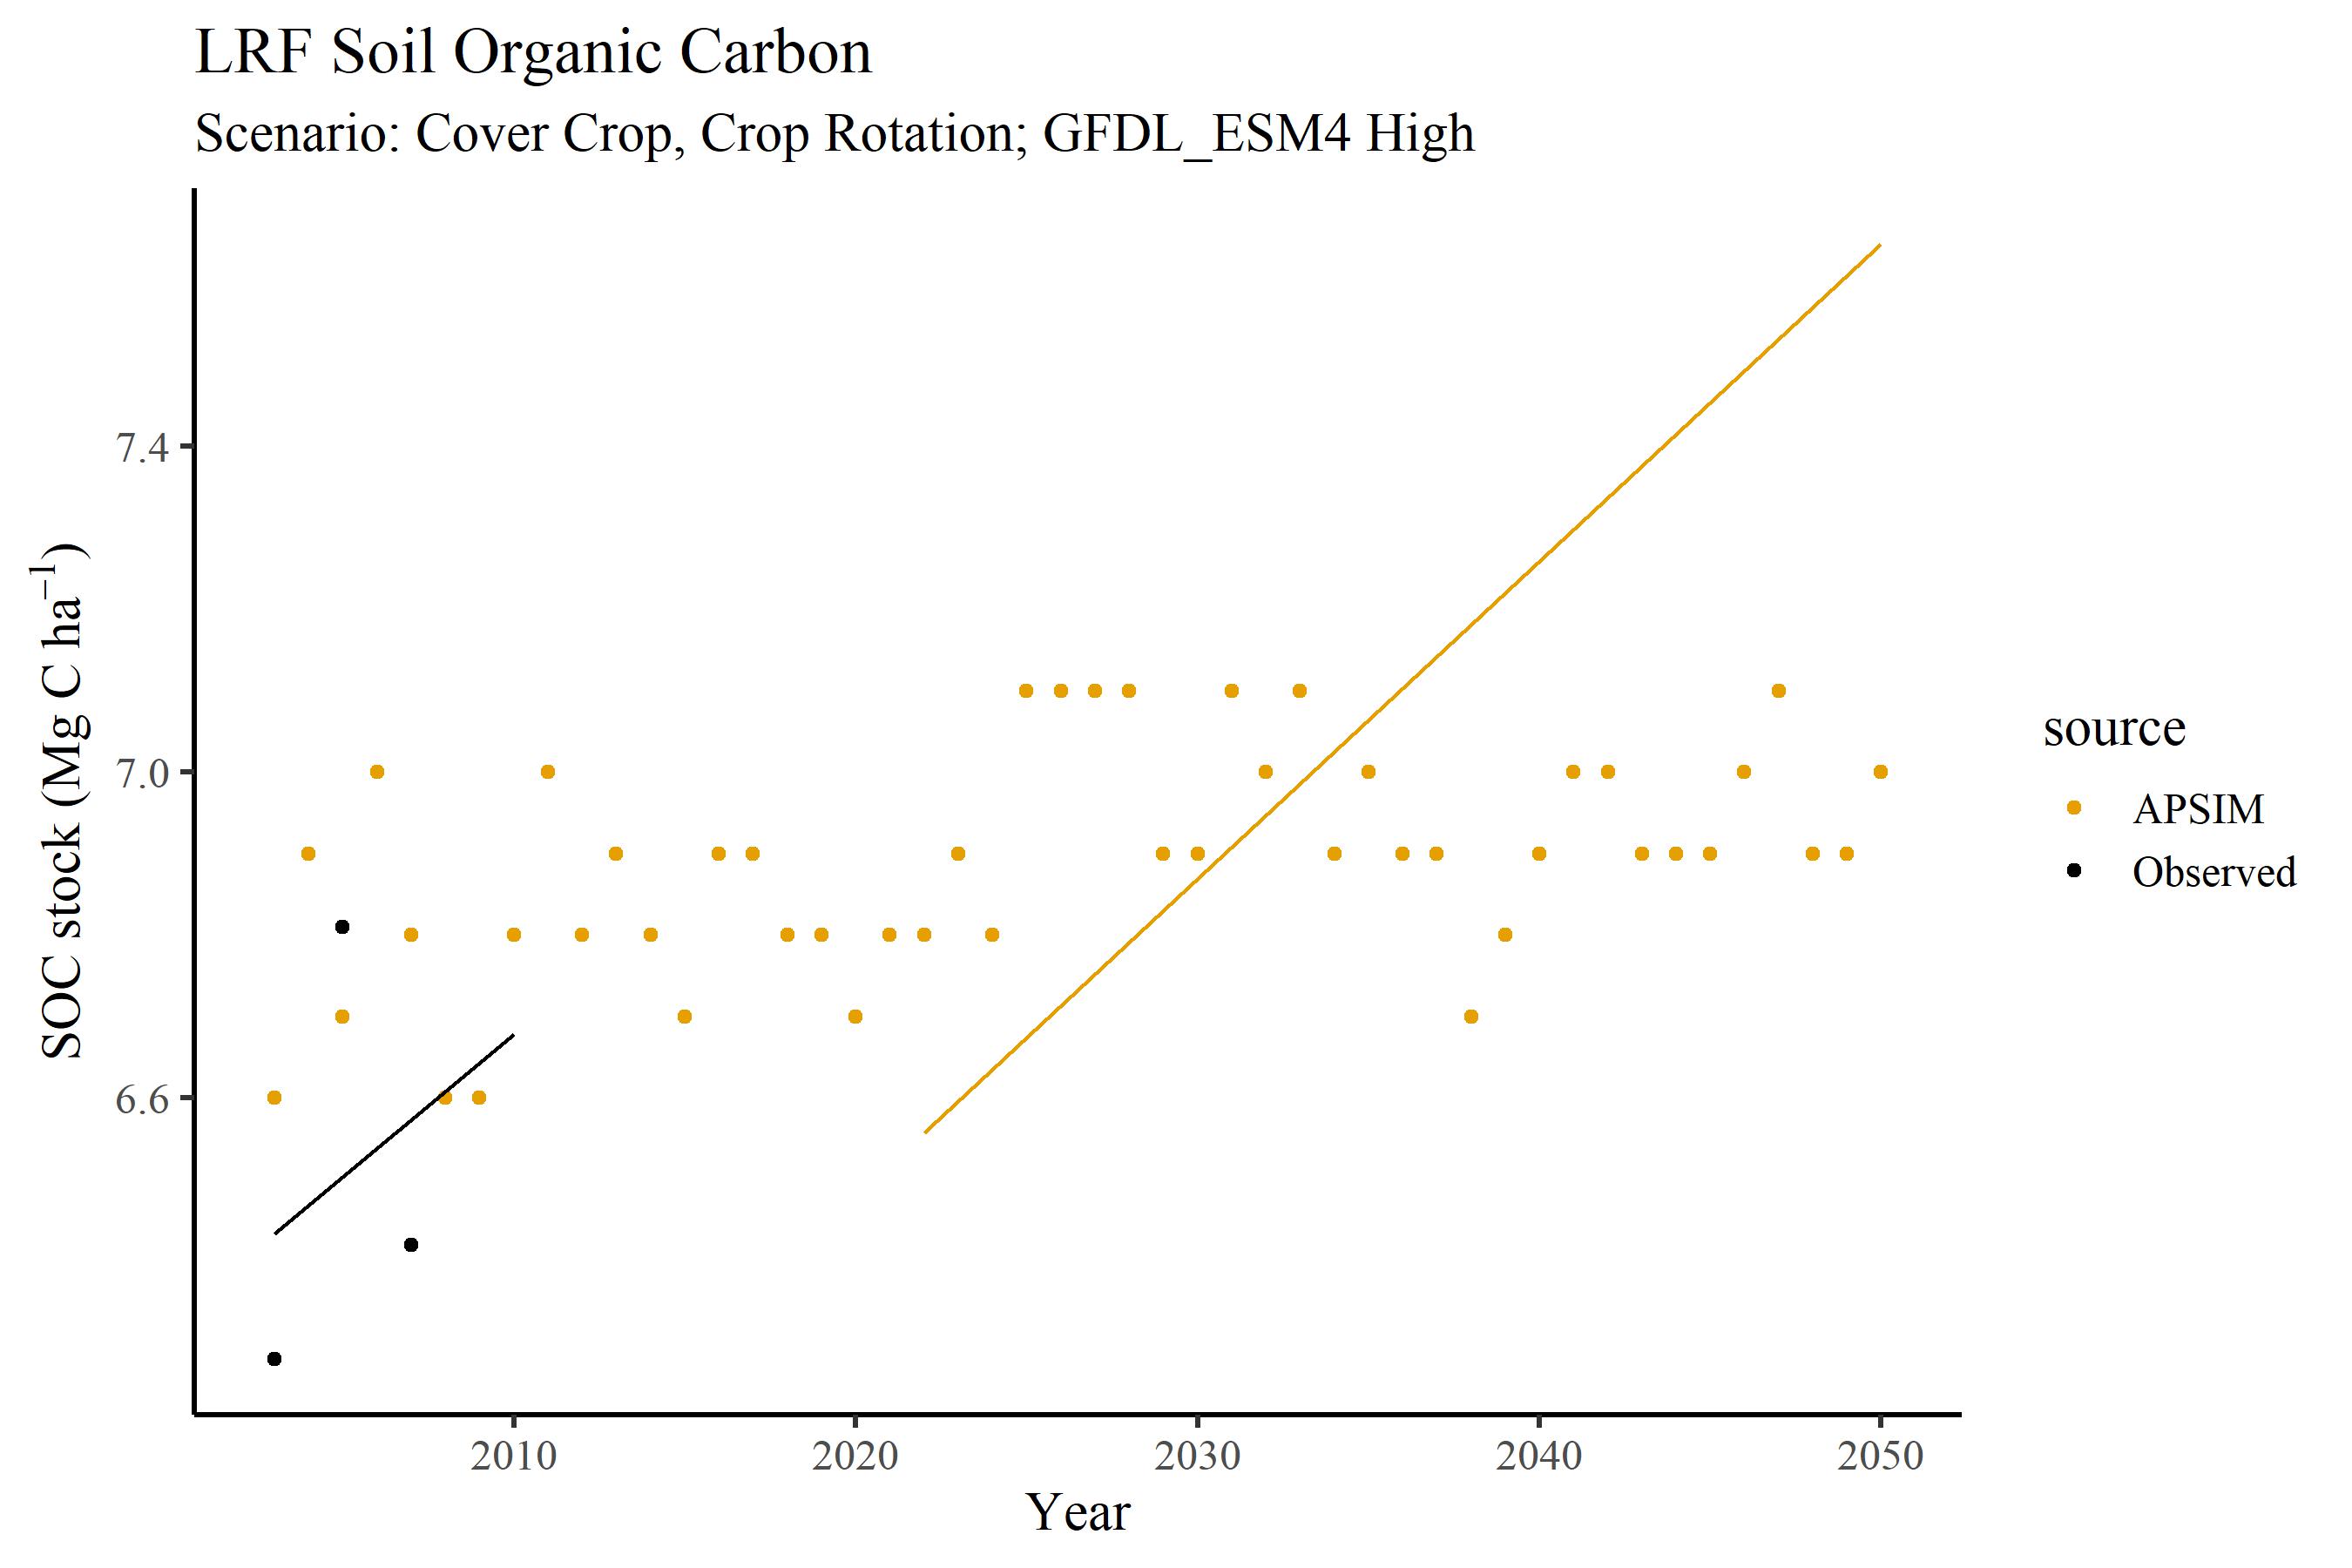 LRF Soil Organic Carbon
Scenario: Cover Crop, Crop Rotation; GFDL_ESM4 High
SOC stock (Mg C ha⁻¹)
7.4
7.0
6.6
2010 2020 2030 2040 2050
Year
source
APSIM
Observed